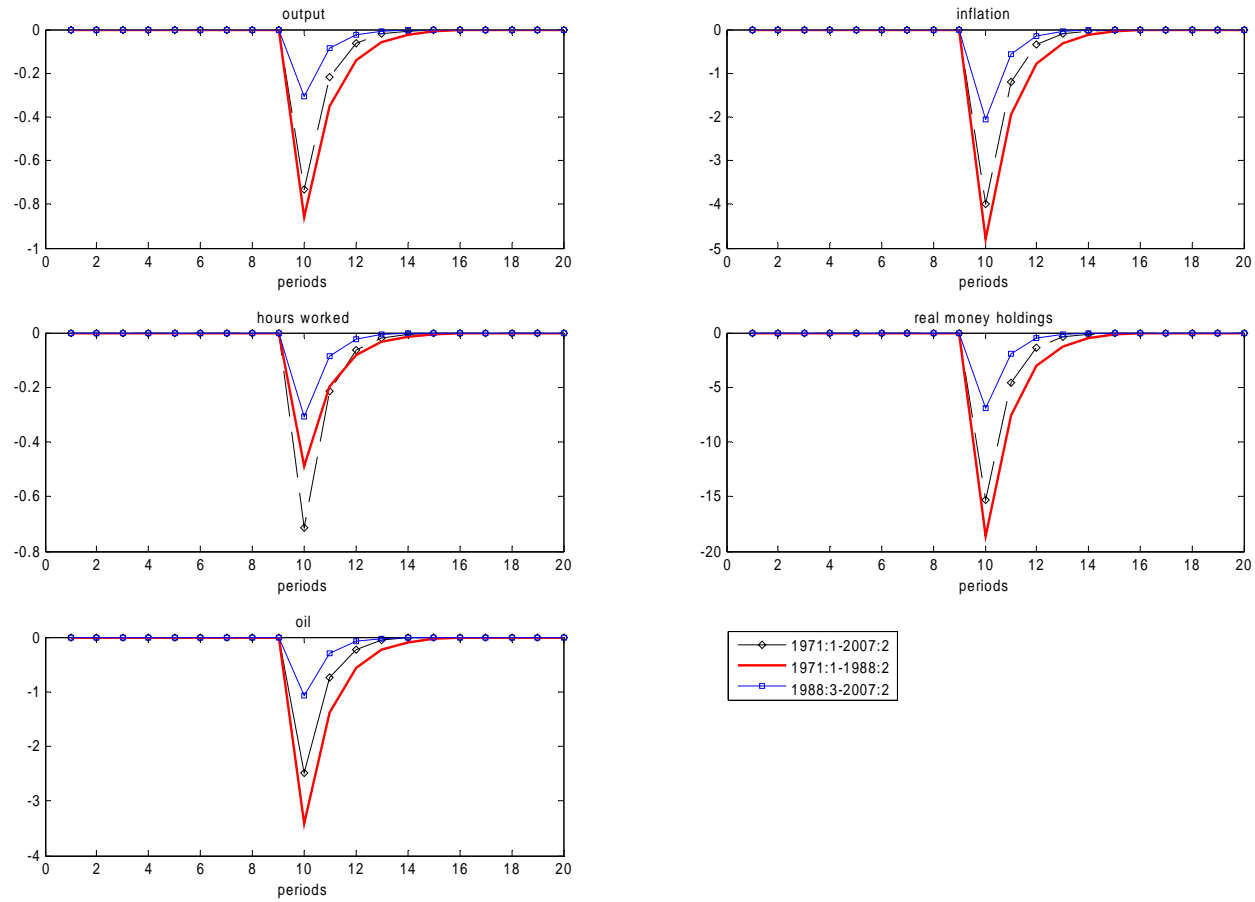 output
0
-0.2
-0.4
-0.6
-0.8
-1
0 2 4 6 8 10 12 14 16 18 20
periods
inflation
0
-1
-2
-3
-4
-5
0 2 4 6 8 10 12 14 16 18 20
periods
hours worked
0
-0.2
-0.4
-0.6
-0.8
0 2 4 6 8 10 12 14 16 18 20
periods
real money holdings
0
-5
-10
-15
-20
0 2 4 6 8 10 12 14 16 18 20
periods
oil
0
-1
-2
-3
-4
0 2 4 6 8 10 12 14 16 18 20
periods
1971:1-2007:2
1971:1-1988:2
1988:3-2007:2